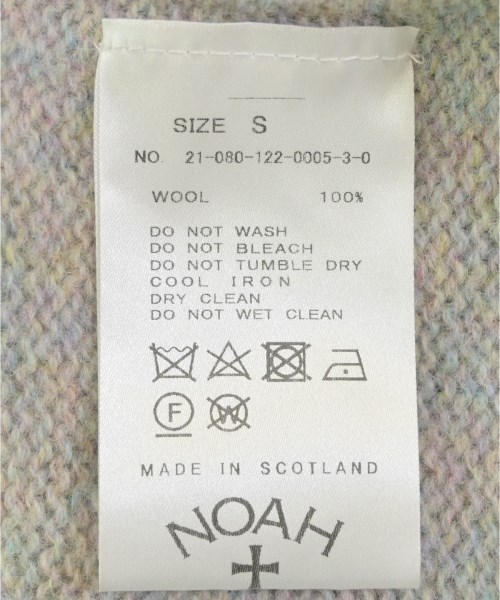 SIZE S
NO. 21-080-122-0005-3-0
WOOL 100%
DO NOT WASH
DO NOT BLEACH
DO NOT TUMBLE DRY
COOL IRON
DRY CLEAN
DO NOT WET CLEAN
F W
MADE IN SCOTLAND
NOAH